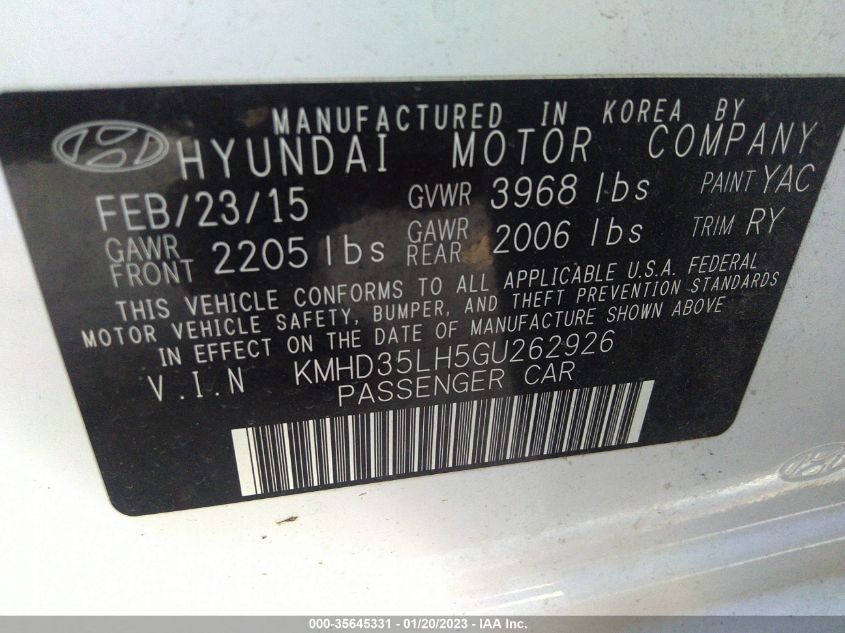 MANUFACTURED IN KOREA BY
HYUNDAI MOTOR COMPANY
FEB/23/15 GVWR 3968 lbs PAINT YAC
GAWR FRONT 2205 lbs GAWR REAR 2006 lbs TRIM RY
THIS VEHICLE CONFORMS TO ALL APPLICABLE U.S.A. FEDERAL
MOTOR VEHICLE SAFETY, BUMPER, AND THEFT PREVENTION STANDARDS
IN EFFECT ON THE DATE OF MANUFACTURE SHOWN ABOVE
V.I.N KMHD35LH5GU262926
PASSENGER CAR
000-35645331 - 01/20/2023 - IAA Inc.